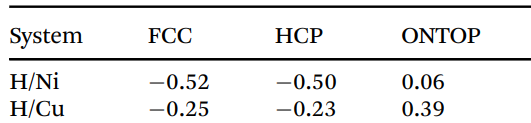 System FCC HCP ONTOP
H/Ni −0.52 −0.50 0.06
H/Cu −0.25 −0.23 0.39